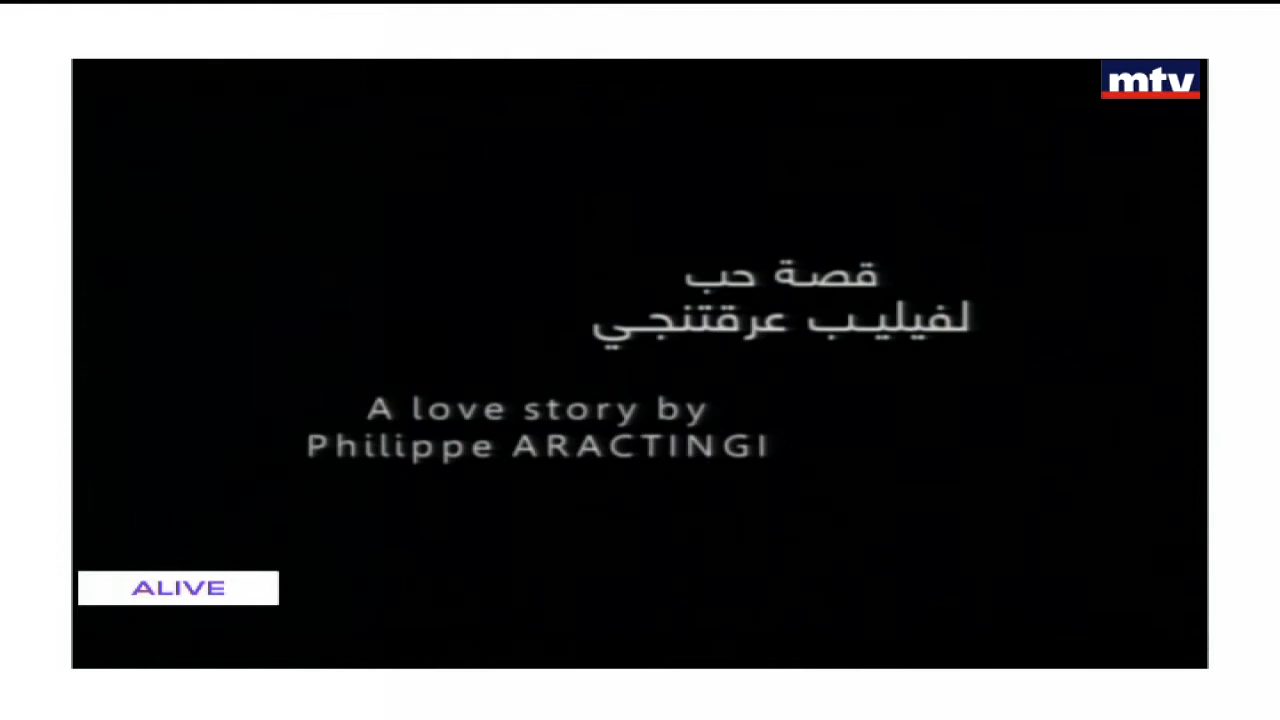 mtv
قصة حب
لفيليب عرقتنجي
A love story by
Philippe ARACTINGI
ALIVE